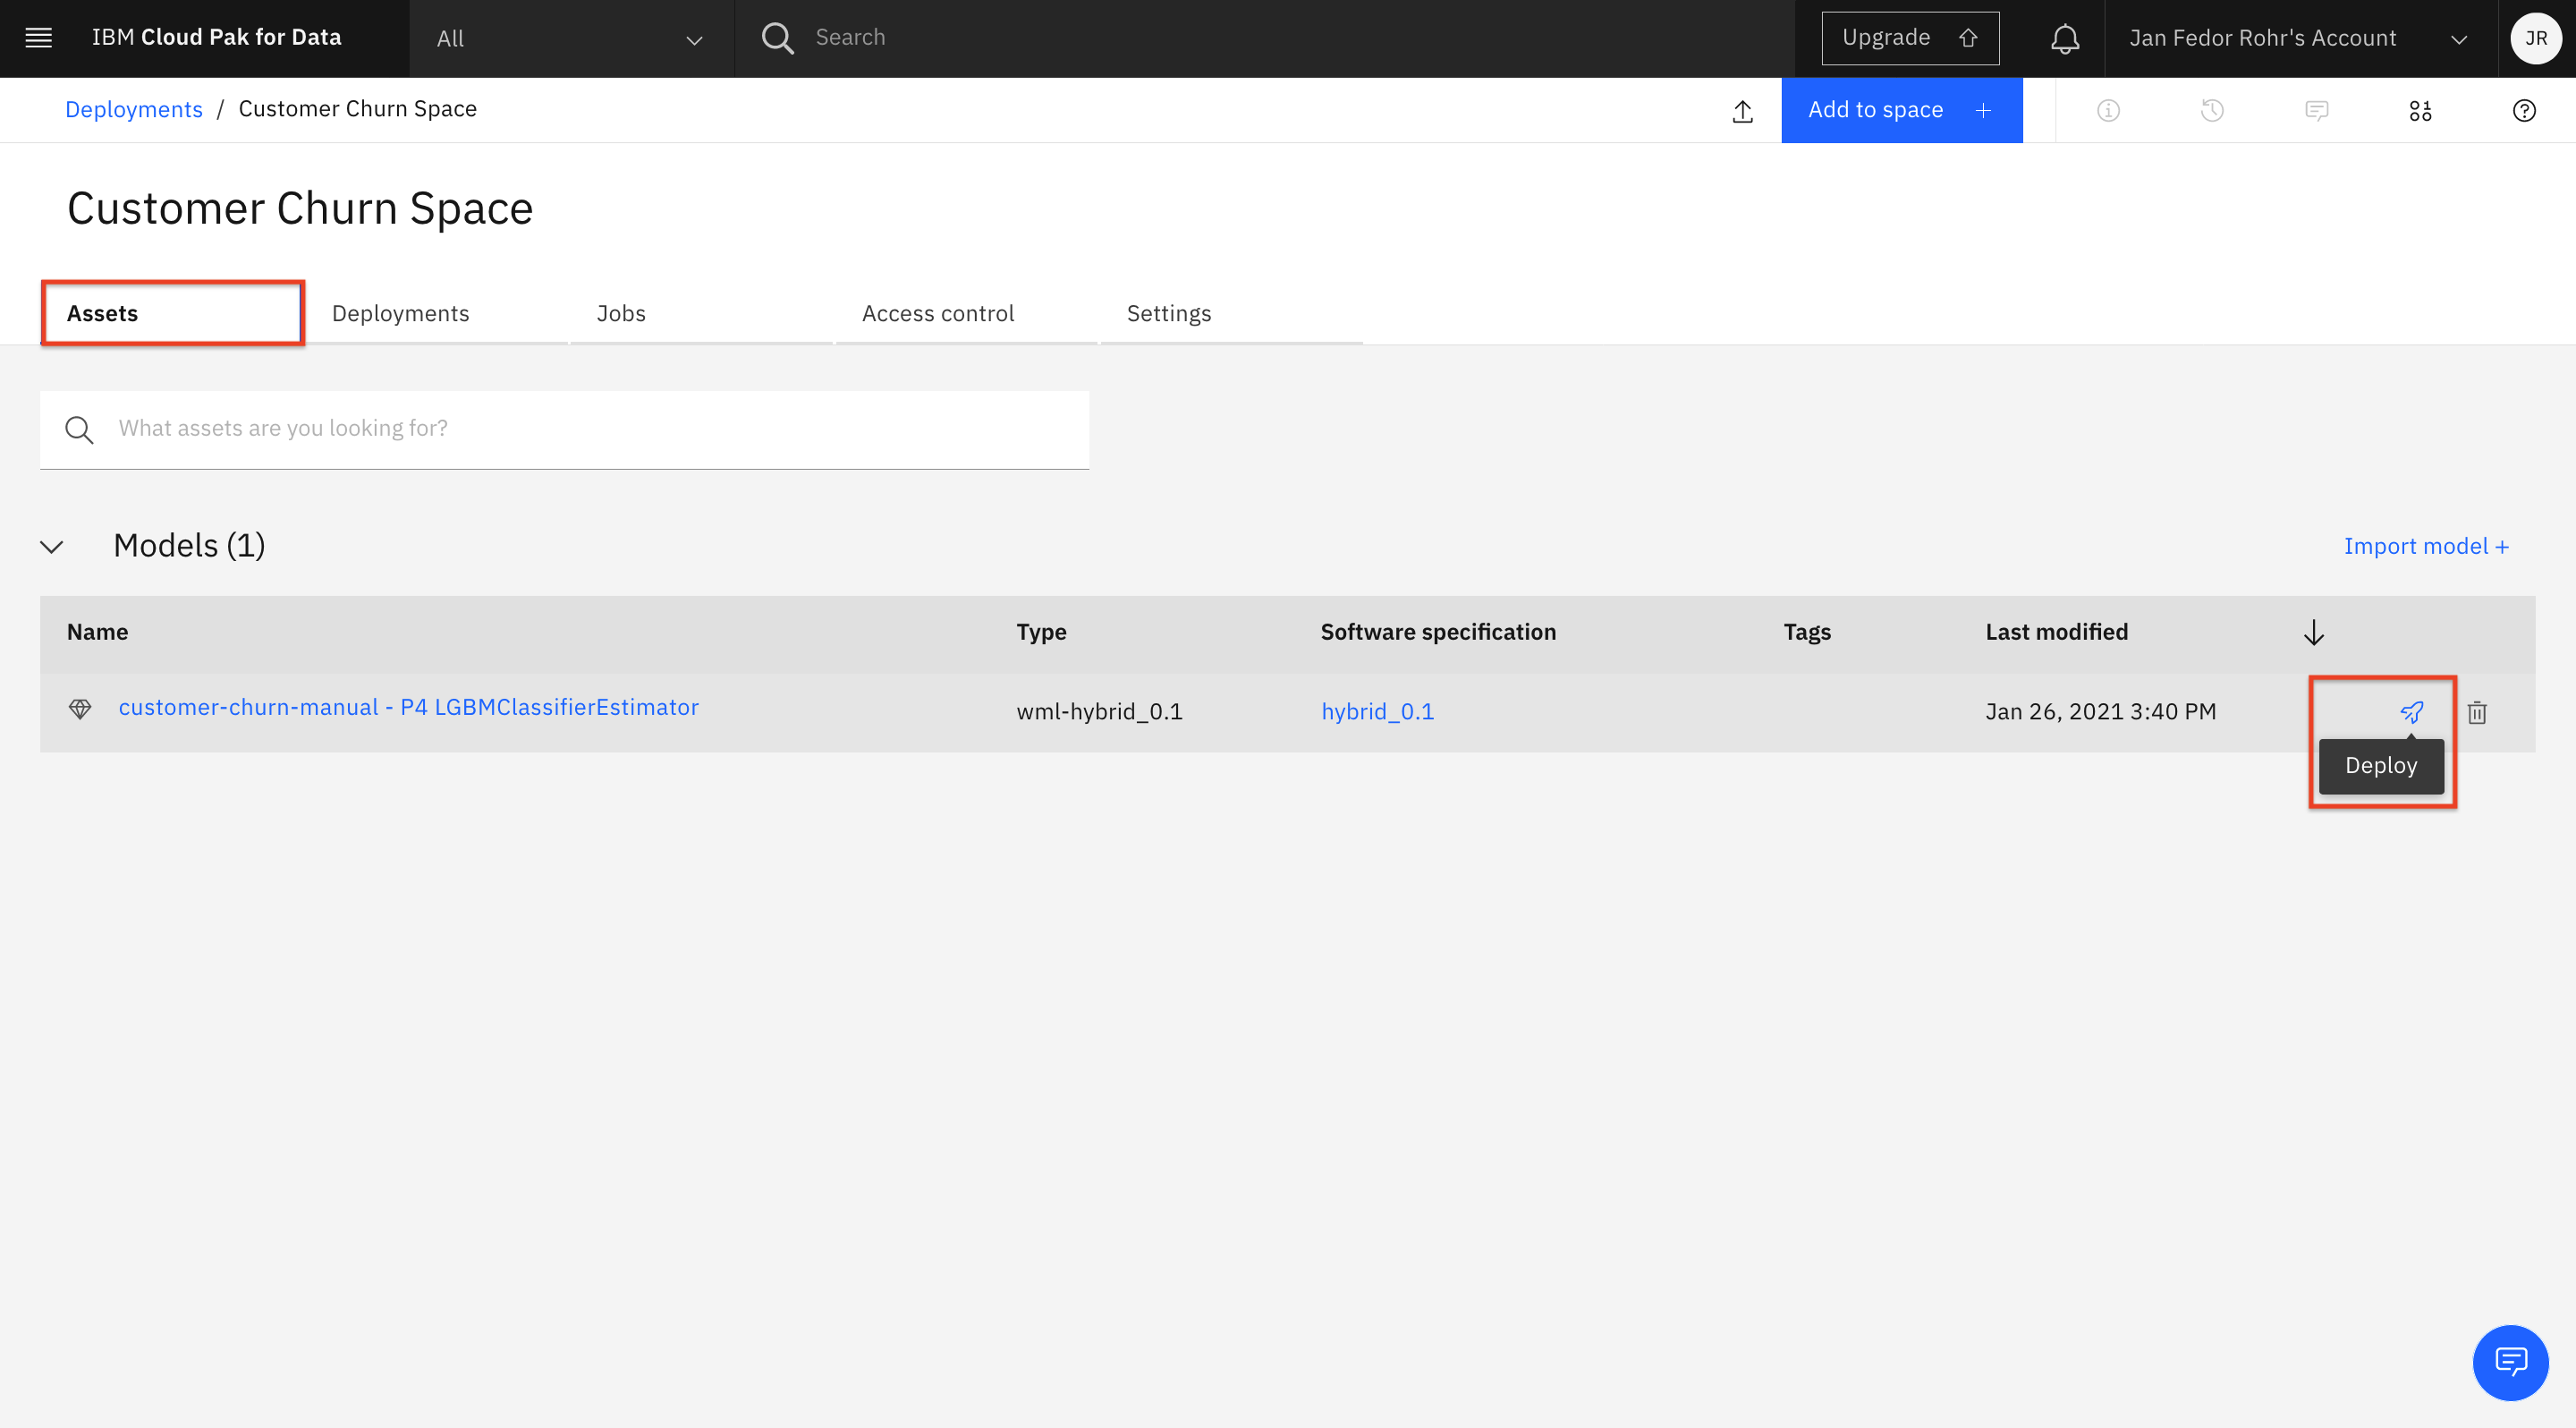 IBM Cloud Pak for Data
All
Search
Upgrade
Jan Fedor Rohr's Account
JR
Deployments / Customer Churn Space
Add to space +
Customer Churn Space
Assets
Deployments
Jobs
Access control
Settings
What assets are you looking for?
Models (1)
Import model +
Name
Type
Software specification
Tags
Last modified
customer-churn-manual - P4 LGBMClassifierEstimator
wml-hybrid_0.1
hybrid_0.1
Jan 26, 2021 3:40 PM
Deploy